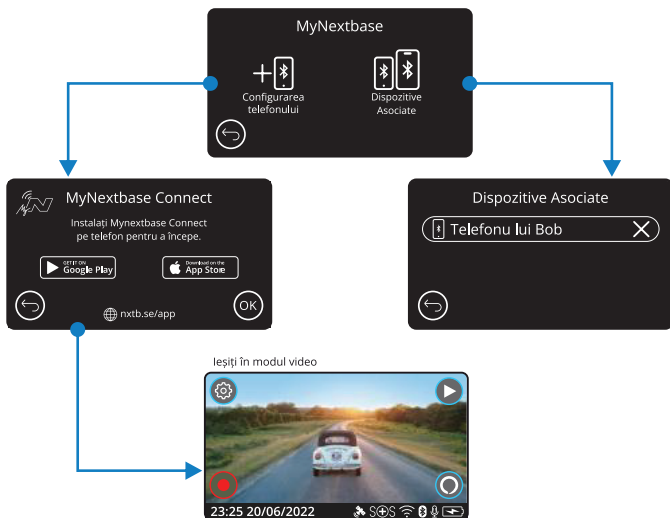 MyNextbase
Configurarea
telefonului
Dispozitive
Asociate
MyNextbase Connect
Instalați Mynextbase Connect
pe telefon pentru a începe.
GET IT ON
Google Play
Download on the
App Store
nxtb.se/app
OK
Dispozitive Asociate
Telefonu lui Bob
Ieșiți în modul video
23:25 20/06/2022 SOS